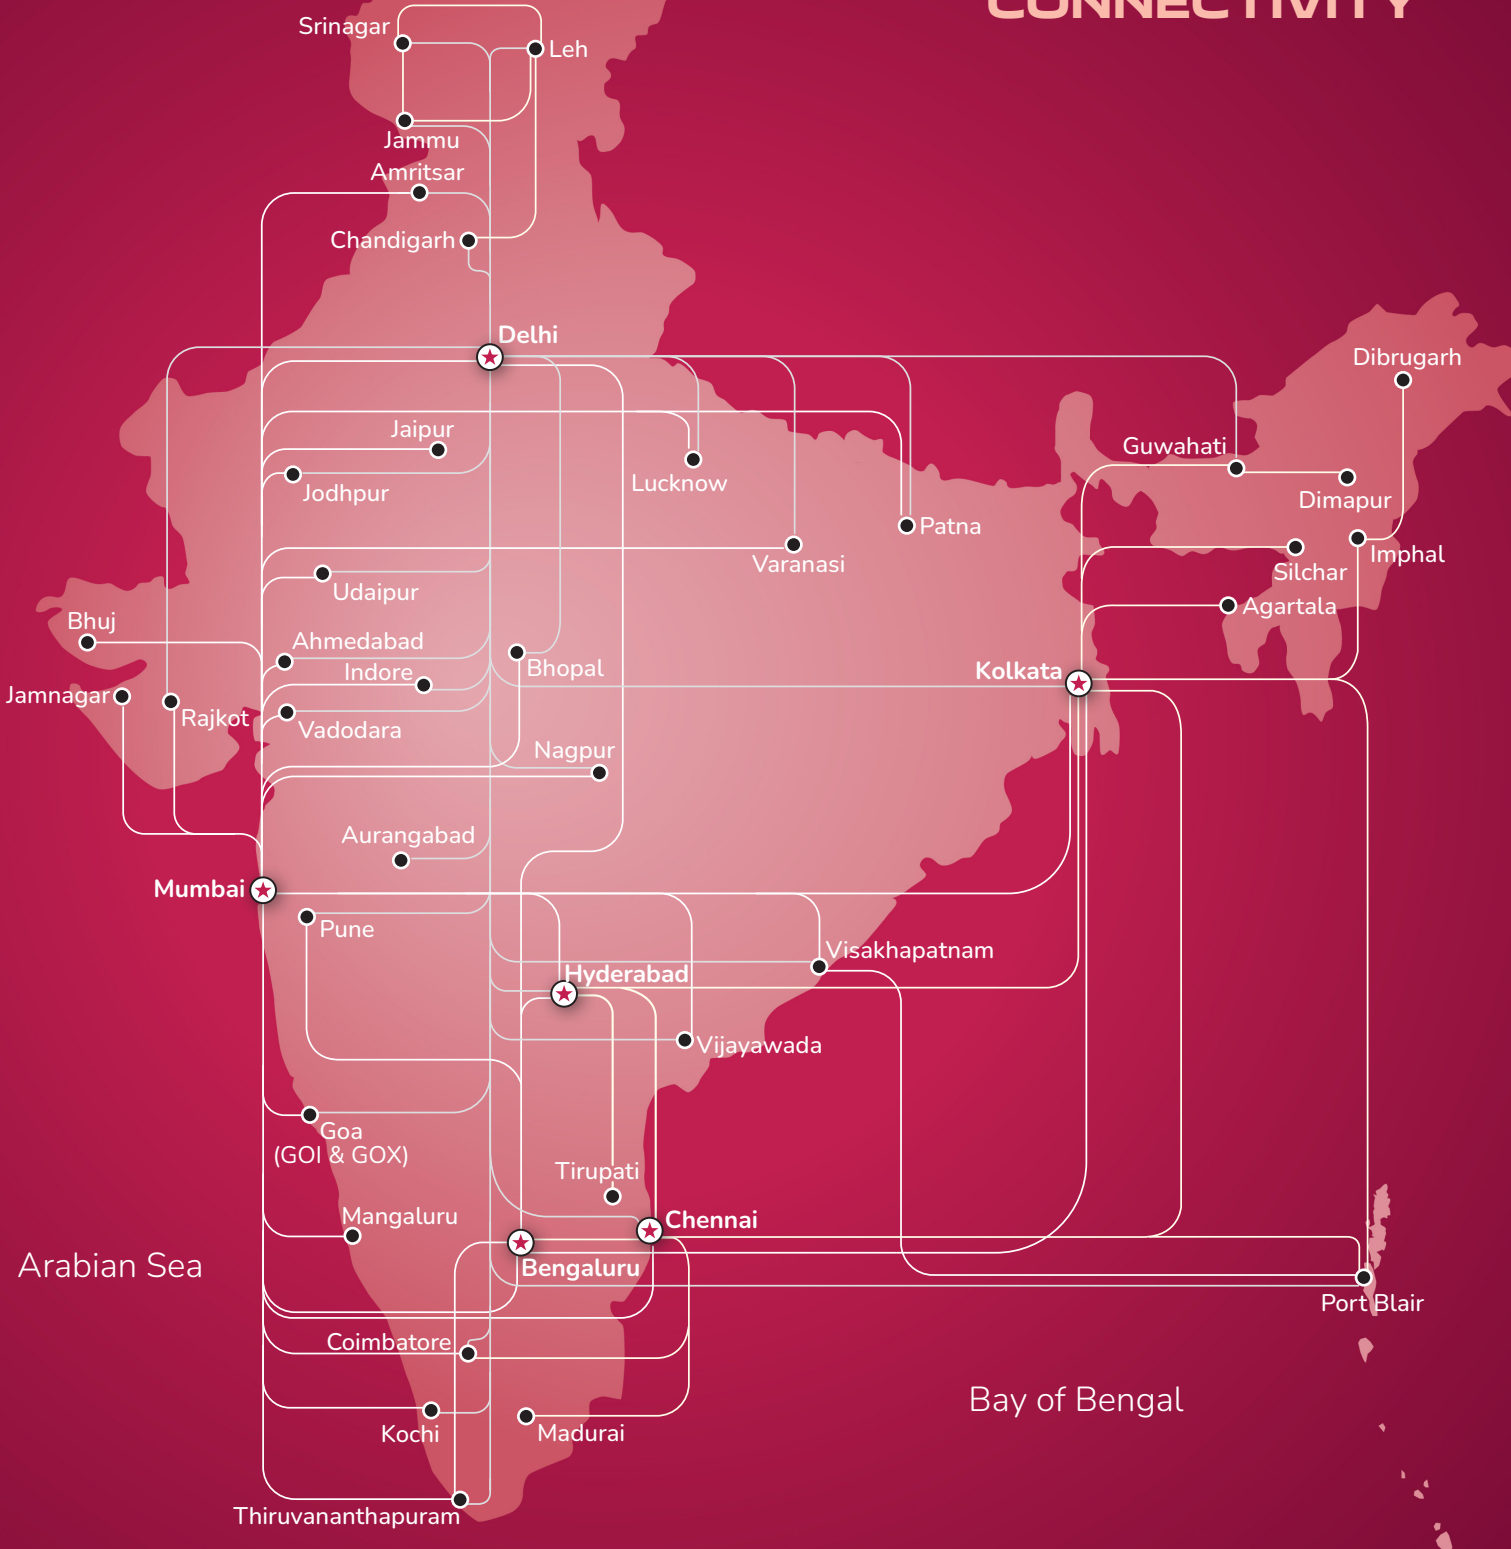 CONNECTIVITY
Srinagar
Leh
Jammu
Amritsar
Chandigarh
Delhi
Dibrugarh
Jaipur
Guwahati
Lucknow
Jodhpur
Dimapur
Patna
Imphal
Varanasi
Silchar
Udaipur
Agartala
Bhuj
Ahmedabad
Bhopal
Indore
Kolkata
Jamnagar
Rajkot
Vadodara
Nagpur
Aurangabad
Mumbai
Pune
Visakhapatnam
Hyderabad
Vijayawada
Goa
(GOI & GOX)
Tirupati
Mangaluru
Chennai
Arabian Sea
Bengaluru
Port Blair
Coimbatore
Bay of Bengal
Kochi
Madurai
Thiruvananthapuram